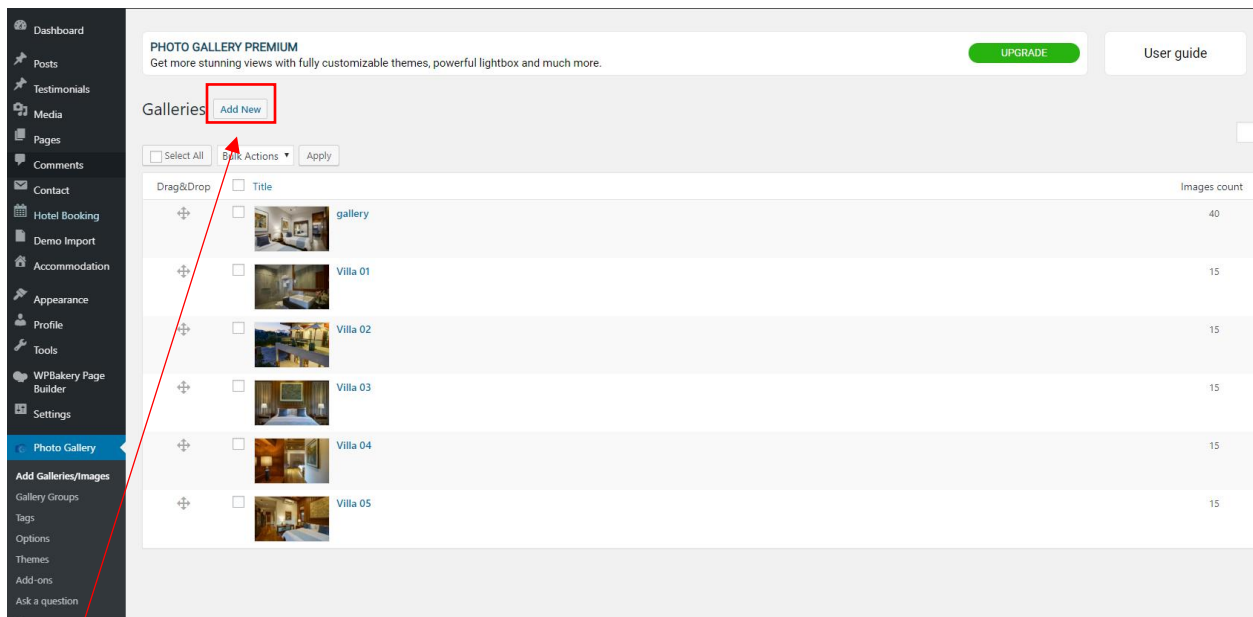 Dashboard
Posts
Testimonials
Media
Pages
Comments
Contact
Hotel Booking
Demo Import
Accommodation
Appearance
Profile
Tools
WPBakery Page
Builder
Settings
Photo Gallery
Add Galleries/Images
Gallery Groups
Tags
Options
Themes
Add-ons
Ask a question
PHOTO GALLERY PREMIUM
Get more stunning views with fully customizable themes, powerful lightbox and much more.
UPGRADE
User guide
Galleries Add New
Select All Bulk Actions Apply
Drag&Drop Title Images count
gallery 40
Villa 01 15
Villa 02 15
Villa 03 15
Villa 04 15
Villa 05 15